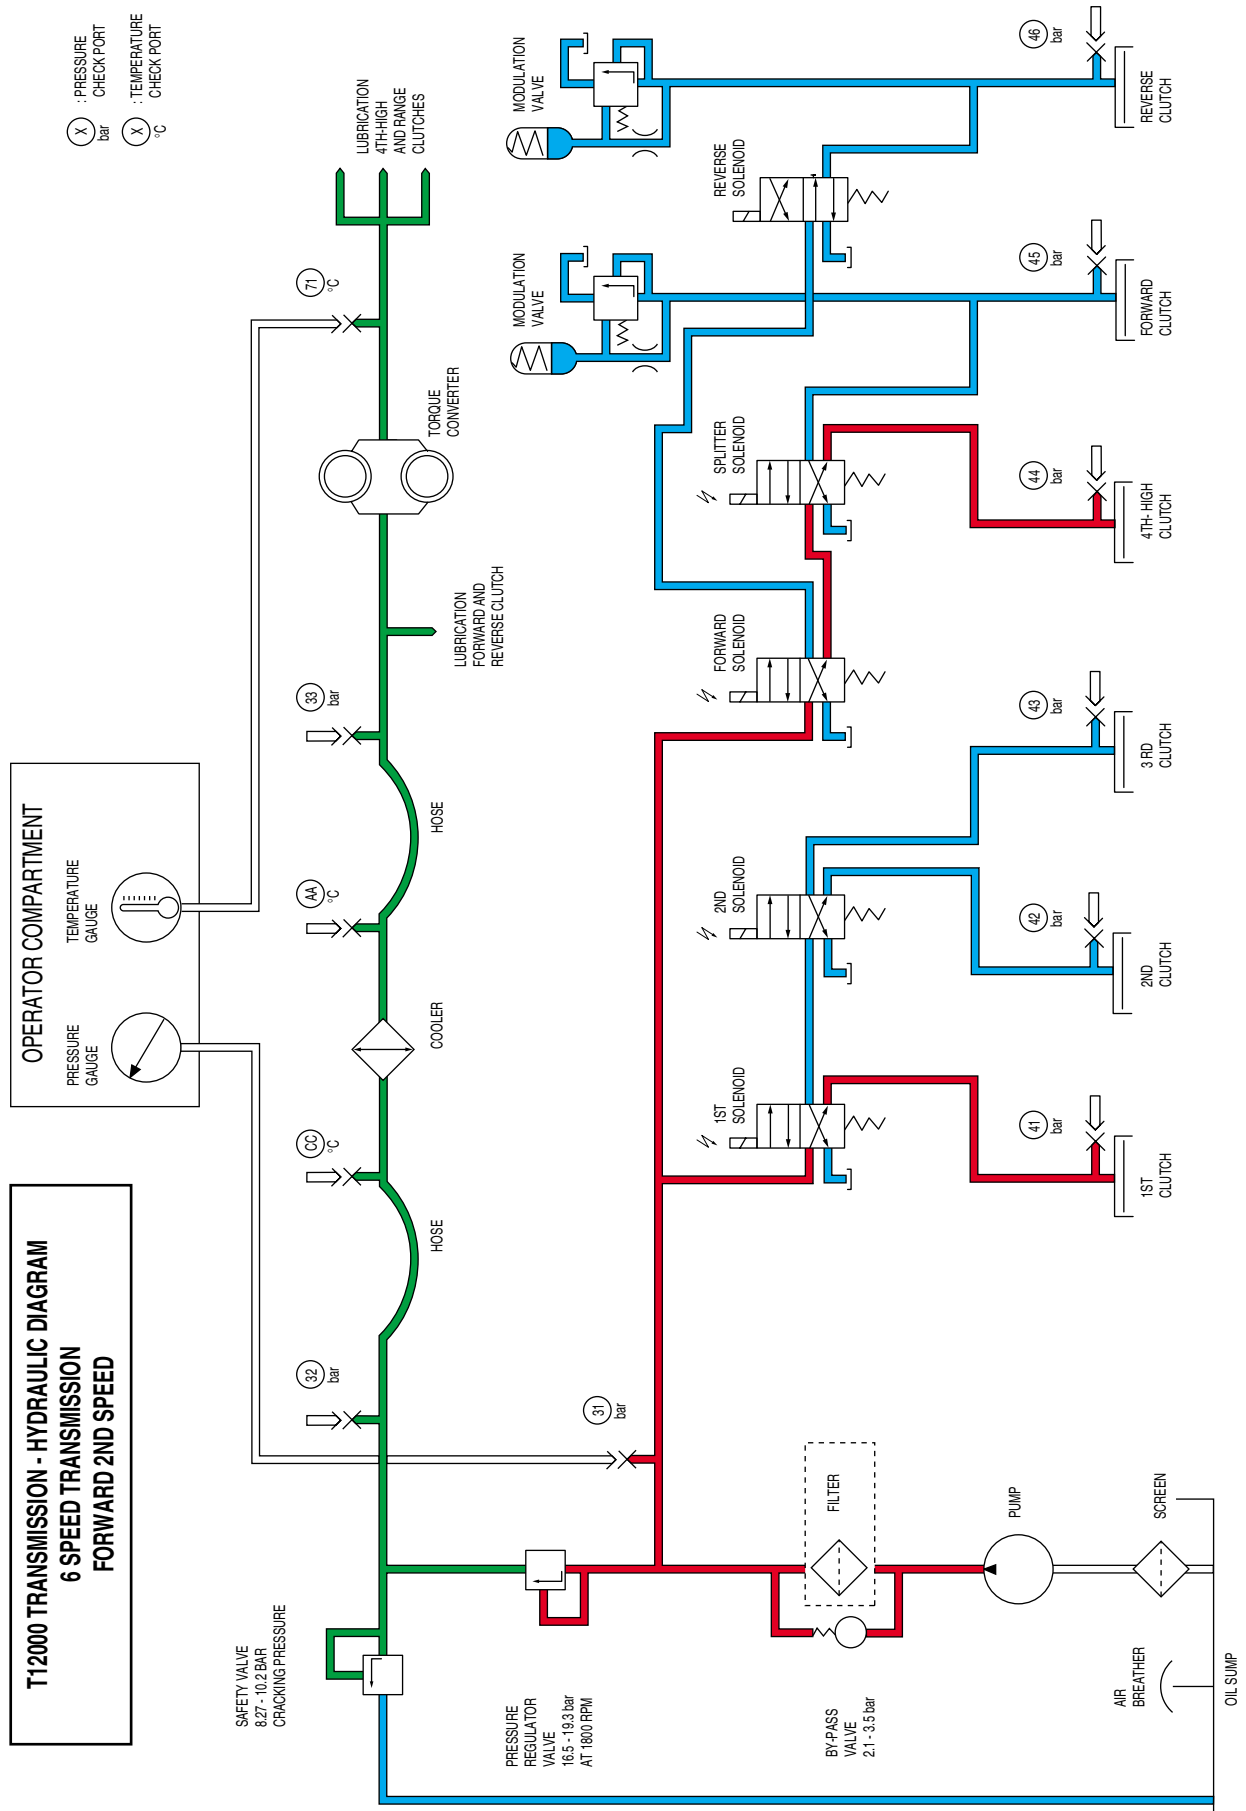 T12000 TRANSMISSION - HYDRAULIC DIAGRAM
6 SPEED TRANSMISSION
FORWARD 2ND SPEED
OPERATOR COMPARTMENT
PRESSURE
GAUGE
TEMPERATURE
GAUGE
X
bar
: PRESSURE
CHECK PORT
X
°C
: TEMPERATURE
CHECK PORT
SAFETY VALVE
8.27 - 10.2 BAR
CRACKING PRESSURE
32
bar
HOSE
CC
°C
COOLER
AA
°C
HOSE
33
bar
LUBRICATION
FORWARD AND
REVERSE CLUTCH
TORQUE
CONVERTER
71
°C
LUBRICATION
4TH-HIGH
AND RANGE
CLUTCHES
PRESSURE
REGULATOR
VALVE
16.5 - 19.3 bar
AT 1800 RPM
31
bar
MODULATION
VALVE
MODULATION
VALVE
1ST
SOLENOID
2ND
SOLENOID
FORWARD
SOLENOID
SPLITTER
SOLENOID
REVERSE
SOLENOID
BY-PASS
VALVE
2.1 - 3.5 bar
FILTER
PUMP
SCREEN
AIR
BREATHER
OIL SUMP
41
bar
42
bar
43
bar
44
bar
45
bar
46
bar
1ST
CLUTCH
2ND
CLUTCH
3 RD
CLUTCH
4TH- HIGH
CLUTCH
FORWARD
CLUTCH
REVERSE
CLUTCH